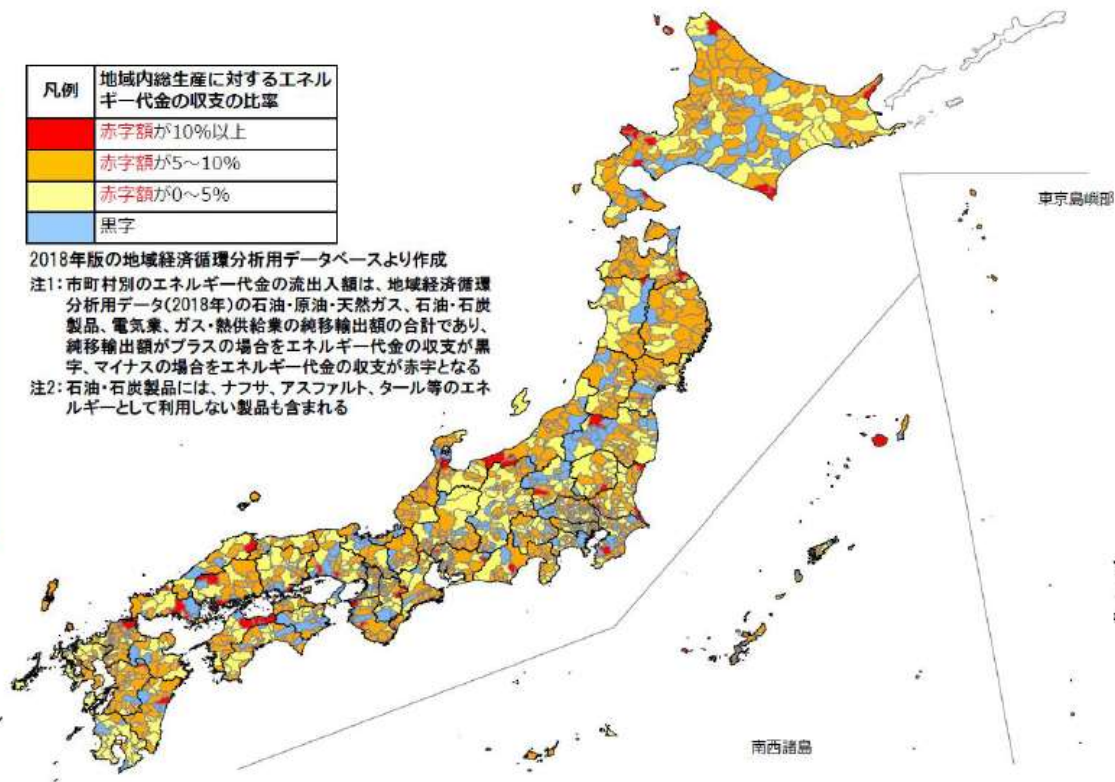 凡例
地域内総生産に対するエネル
ギー代金の収支の比率
赤字額が10%以上
赤字額が5～10%
赤字額が0～5%
黒字
2018年版の地域経済循環分析用データベースより作成
注1:市町村別のエネルギー代金の流出入額は、地域経済循環
分析用データ(2018年)の石油・原油・天然ガス、石油・石炭
製品、電気業、ガス・熱供給業の純移輸出額の合計であり、
純移輸出額がプラスの場合をエネルギー代金の収支が黒
字、マイナスの場合をエネルギー代金の収支が赤字となる
注2:石油・石炭製品には、ナフサ、アスファルト、タール等のエネ
ルギーとして利用しない製品も含まれる
東京島嶼部
南西諸島